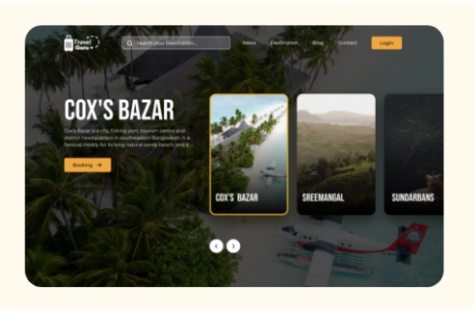 Travel
Guru
Search your Destination...
News
Destination
Blog
Contact
Login
COX'S BAZAR
Cox's Bazar is a city, fishing port, tourism centre and
district headquarters in southeastern Bangladesh. It is
famous mostly for its long natural sandy beach, and it ...
Booking →
COX'S BAZAR
SREEMANGAL
SUNDARBANS